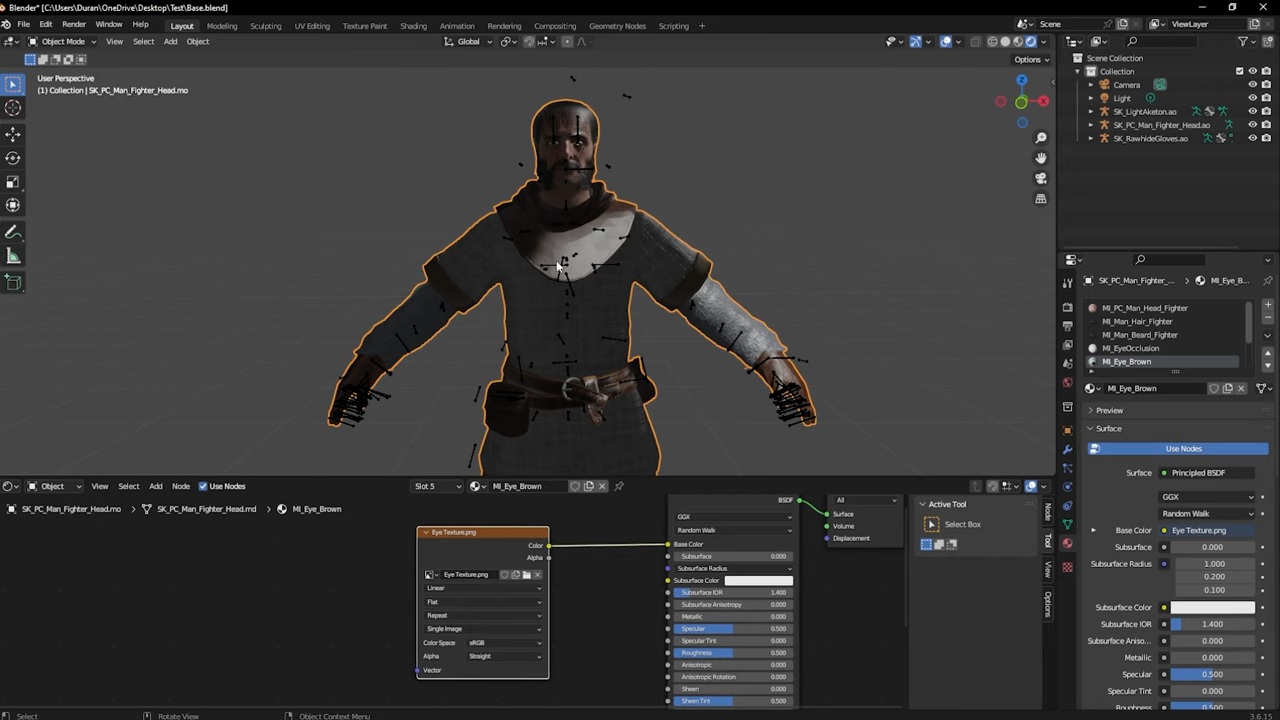 Blender* [C:\Users\Duran\OneDrive\Desktop\Test\Base.blend]
File Edit Render Window Help Layout Modeling Sculpting UV Editing Texture Paint Shading Animation Rendering Compositing Geometry Nodes Scripting + Scene ViewLayer
Object Mode View Select Add Object Global
Options
User Perspective
(1) Collection | SK_PC_Man_Fighter_Head.mo
Z
X
Scene Collection
Collection
Camera
Light
SK_LightAketon.ao
SK_PC_Man_Fighter_Head.ao
SK_RawhideGloves.ao
SK_PC_Man_Fighter_... MI_Eye_B...
MI_PC_Man_Head_Fighter
MI_Man_Hair_Fighter
MI_Man_Beard_Fighter
MI_EyeOcclusion
MI_Eye_Brown
MI_Eye_Brown
Preview
Surface
Use Nodes
Surface Principled BSDF
GGX
Random Walk
Base Color Eye Texture.png
Subsurface 0.000
Subsurface Radius 1.000
0.200
0.100
Subsurface Color
Subsurface IOR 1.400
Subsurface Aniso... 0.000
Metallic 0.000
Specular 0.500
Specular Tint 0.000
Roughness 0.500
Object View Select Add Node Use Nodes Slot 5 MI_Eye_Brown
SK_PC_Man_Fighter_Head.mo SK_PC_Man_Fighter_Head.md MI_Eye_Brown
Eye Texture.png
Color
Alpha
Eye Texture.png
Linear
Flat
Repeat
Single Image
Color Space sRGB
Alpha Straight
Vector
BSDF
GGX
Random Walk
Base Color
Subsurface 0.000
Subsurface Radius
Subsurface Color
Subsurface IOR 1.400
Subsurface Anisotropy 0.000
Metallic 0.000
Specular 0.500
Specular Tint 0.000
Roughness 0.500
Anisotropic 0.000
Anisotropic Rotation 0.000
Sheen 0.000
Sheen Tint 0.500
All
Surface
Volume
Displacement
Active Tool
Select Box
Node
Tool
View
Options
Select Rotate View Object Context Menu 3.6.15